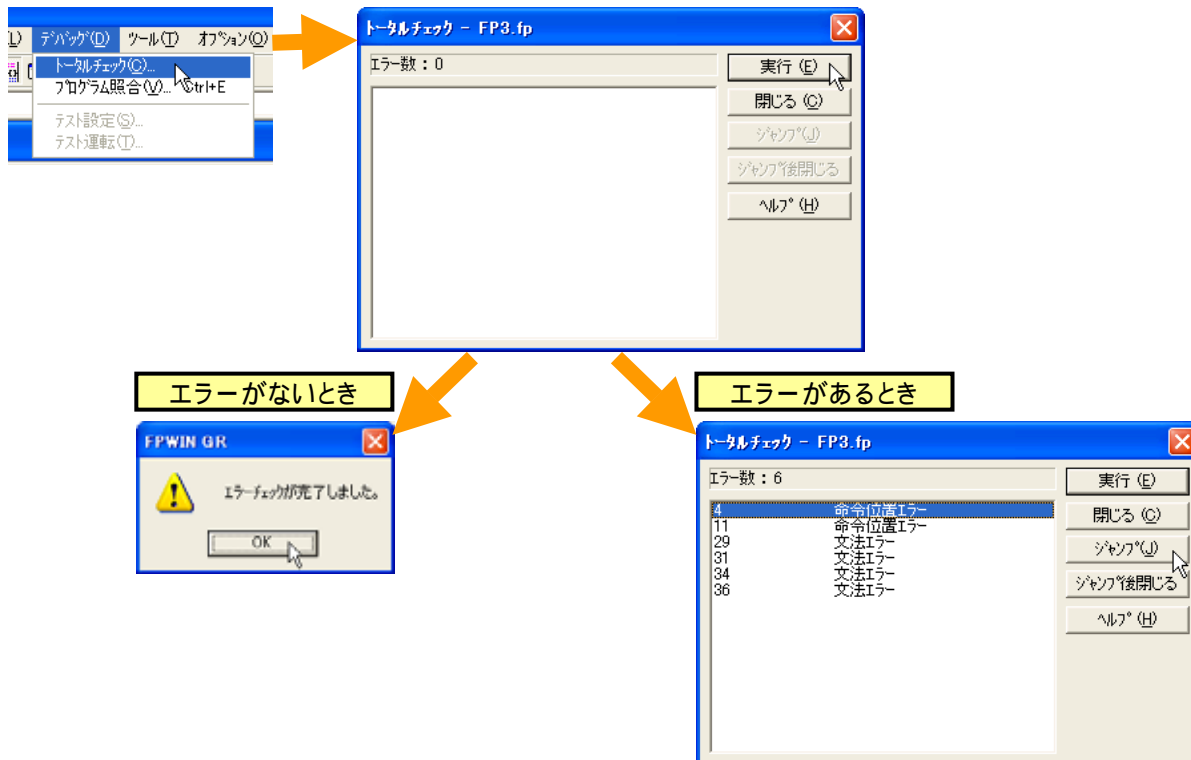 L) デバッグ(D) ツール(T) オプション(O)
トータルチェック(C)...
プログラム照合(V)... Ctrl+E
テスト設定(S)...
テスト運転(T)...
トータルチェック - FP3.fp
エラー数：0
実行 (E)
閉じる (C)
ジャンプ(J)
ジャンプ後閉じる
ヘルプ (H)
エラーがないとき
FPWIN GR
エラーチェックが完了しました。
OK
エラーがあるとき
トータルチェック - FP3.fp
エラー数：6
4 命令位置エラー
11 命令位置エラー
29 文法エラー
31 文法エラー
34 文法エラー
36 文法エラー
実行 (E)
閉じる (C)
ジャンプ(J)
ジャンプ後閉じる
ヘルプ (H)